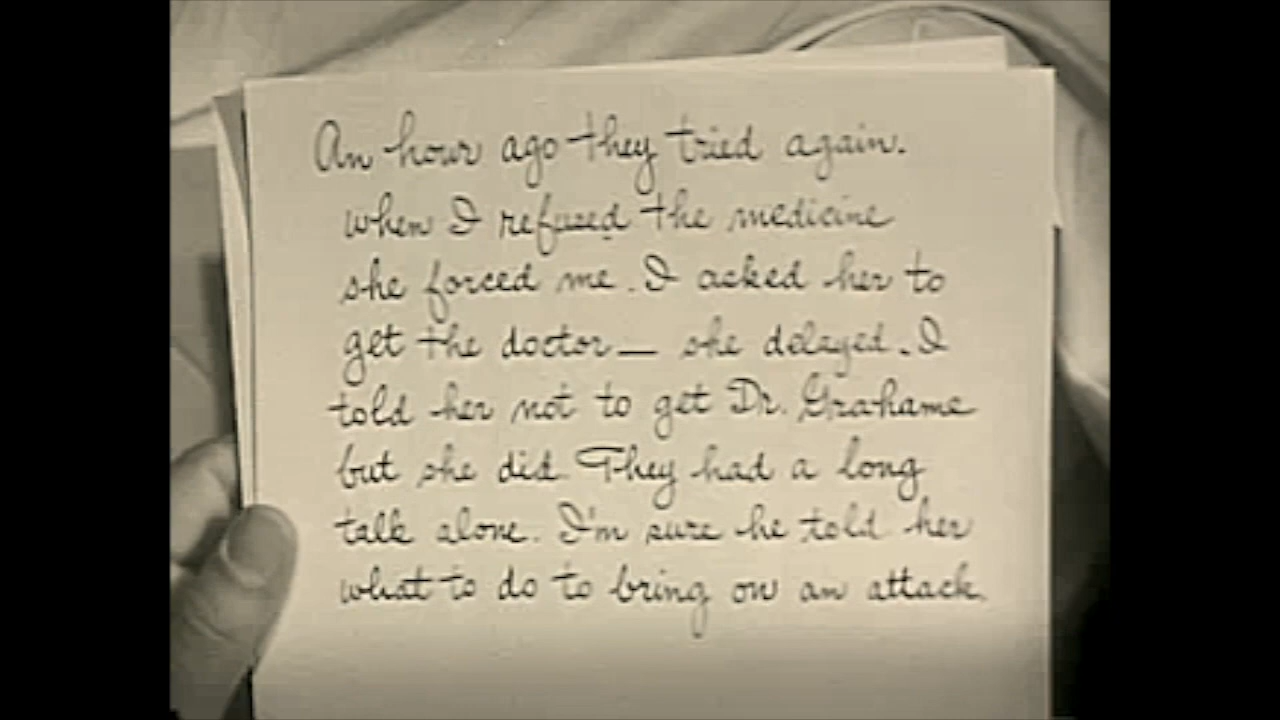 An hour ago they tried again.
when I refused the medicine
she forced me. I asked her to
get the doctor — she delayed. I
told her not to get Dr. Grahame
but she did. They had a long
talk alone. I'm sure he told her
what to do to bring on an attack.